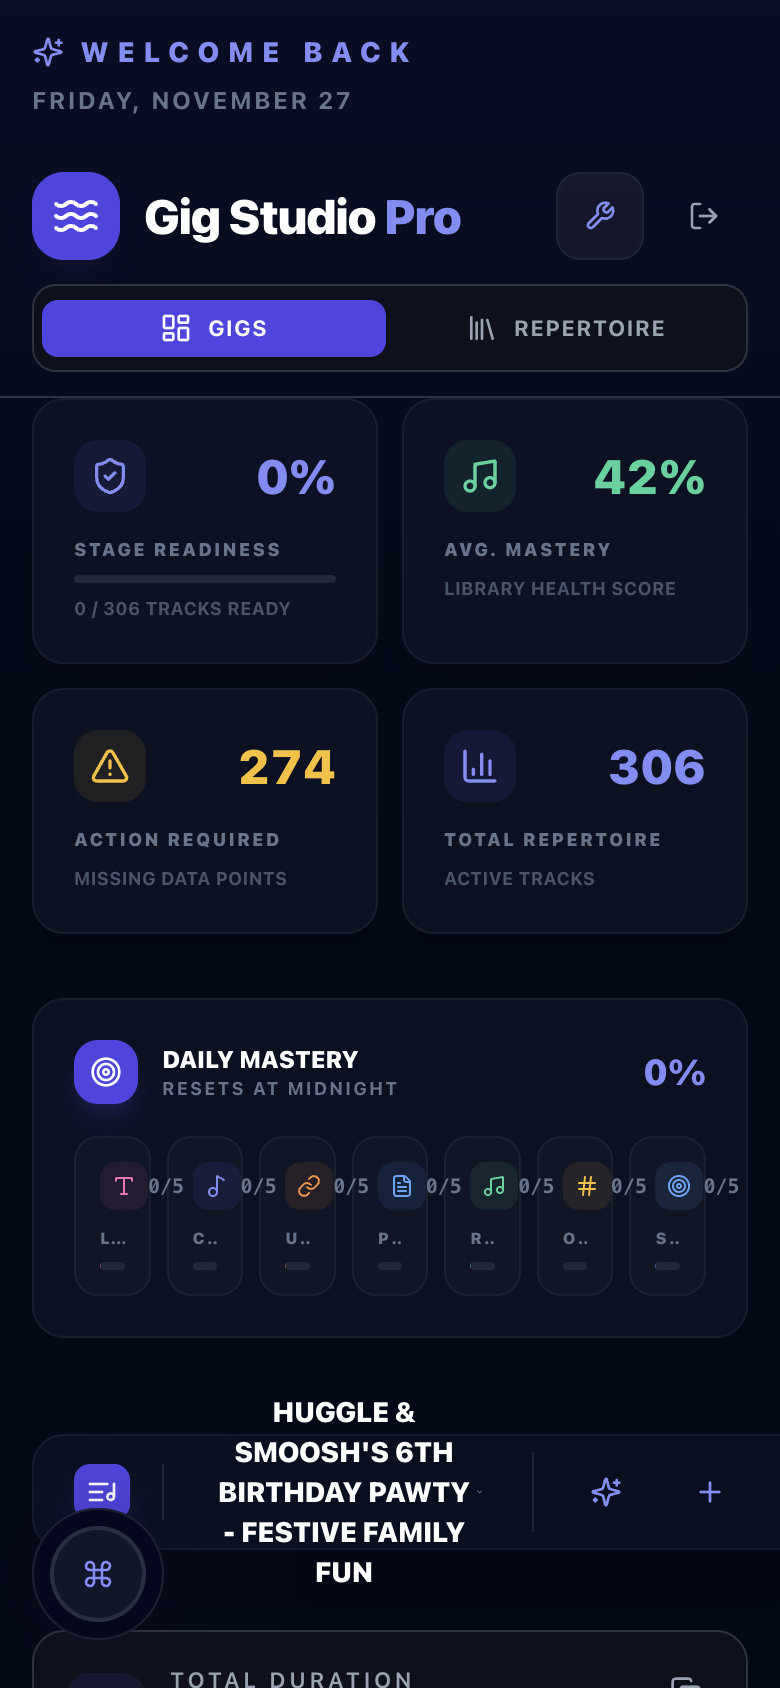 WELCOME BACK
FRIDAY, NOVEMBER 27
Gig Studio Pro
GIGS
REPERTOIRE
0%
STAGE READINESS
0 / 306 TRACKS READY
42%
AVG. MASTERY
LIBRARY HEALTH SCORE
274
ACTION REQUIRED
MISSING DATA POINTS
306
TOTAL REPERTOIRE
ACTIVE TRACKS
DAILY MASTERY
RESETS AT MIDNIGHT
0%
0/5
L...
0/5
C..
0/5
U..
0/5
P..
0/5
R..
0/5
O..
0/5
S..
HUGGLE &
SMOOSH'S 6TH
BIRTHDAY PAWTY
- FESTIVE FAMILY
FUN
TOTAL DURATION